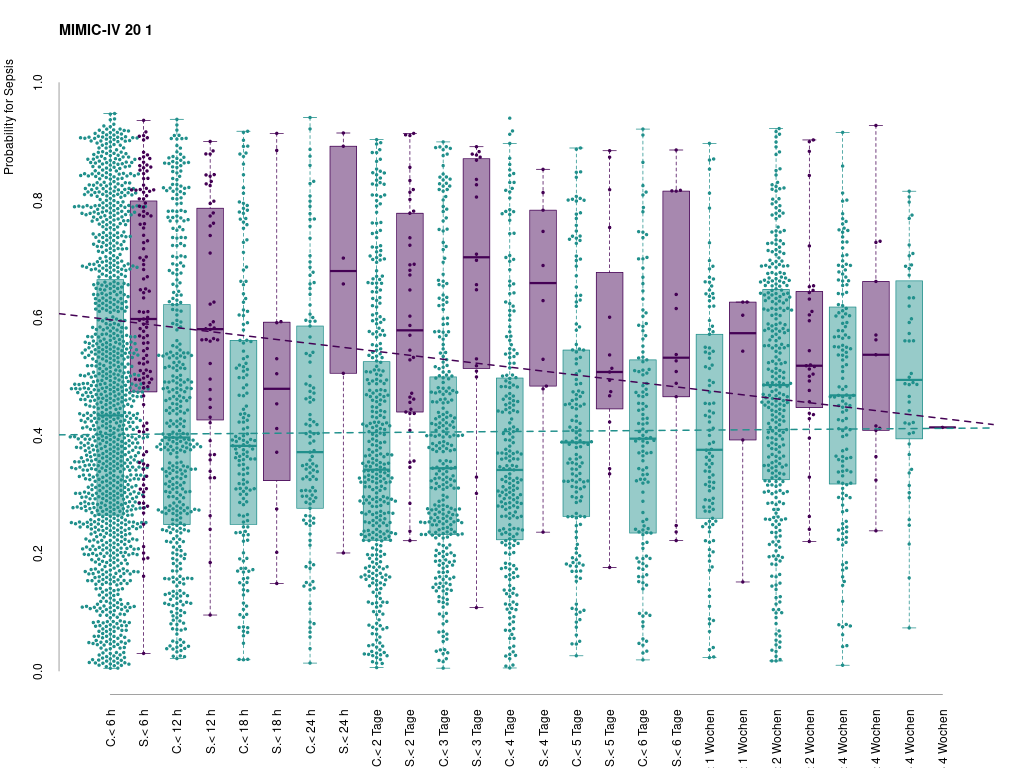 MIMIC-IV 20 1
Probability for Sepsis
1.0
0.8
0.6
0.4
0.2
0.0
C.< 6 h
S.< 6 h
C.< 12 h
S.< 12 h
C.< 18 h
S.< 18 h
C.< 24 h
S.< 24 h
C.< 2 Tage
S.< 2 Tage
C.< 3 Tage
S.< 3 Tage
C.< 4 Tage
S.< 4 Tage
C.< 5 Tage
S.< 5 Tage
C.< 6 Tage
S.< 6 Tage
1 Wochen
1 Wochen
2 Wochen
2 Wochen
4 Wochen
4 Wochen
4 Wochen
4 Wochen